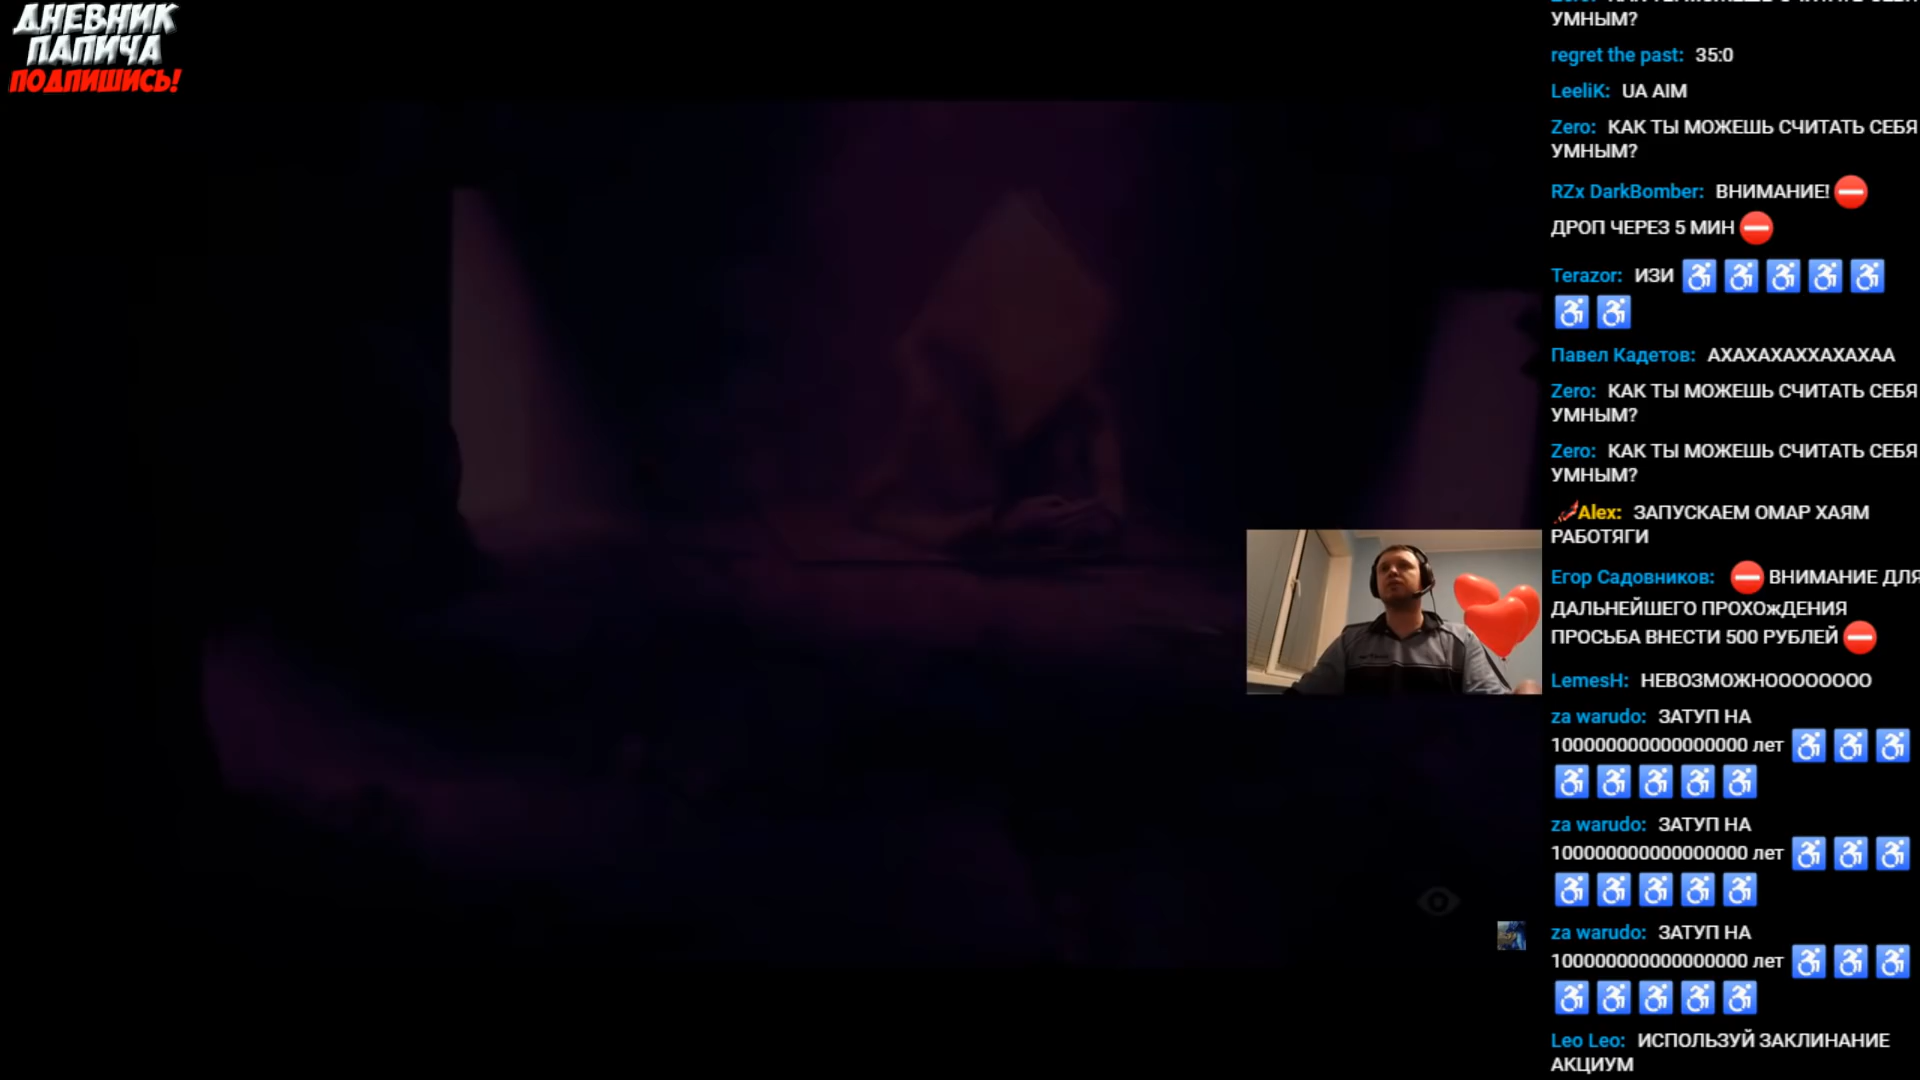 ДНЕВНИК
ПАПИЧА
ПОДПИШИСЬ!
УМНЫМ?
regret the past: 35:0
LeeliK: UA AIM
Zero: КАК ТЫ МОЖЕШЬ СЧИТАТЬ СЕБЯ
УМНЫМ?
RZx DarkBomber: ВНИМАНИЕ!
ДРОП ЧЕРЕЗ 5 МИН
Terazor: ИЗИ
Павел Кадетов: АХАХАХАХХАХАХАА
Zero: КАК ТЫ МОЖЕШЬ СЧИТАТЬ СЕБЯ
УМНЫМ?
Zero: КАК ТЫ МОЖЕШЬ СЧИТАТЬ СЕБЯ
УМНЫМ?
Alex: ЗАПУСКАЕМ ОМАР ХАЯМ
РАБОТЯГИ
Егор Садовников: ВНИМАНИЕ ДЛЯ
ДАЛЬНЕЙШЕГО ПРОХОжДЕНИЯ
ПРОСЬБА ВНЕСТИ 500 РУБЛЕЙ
LemesH: НЕВОЗМОЖНОООООООО
za warudo: ЗАТУП НА
100000000000000000 лет
za warudo: ЗАТУП НА
100000000000000000 лет
za warudo: ЗАТУП НА
100000000000000000 лет
Leo Leo: ИСПОЛЬЗУЙ ЗАКЛИНАНИЕ
АКЦИУМ